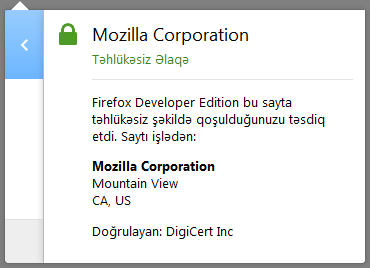 Mozilla Corporation
Təhlükəsiz Əlaqə
Firefox Developer Edition bu sayta
təhlükəsiz şəkildə qoşulduğunuzu təsdiq
etdi. Saytı işlədən:
Mozilla Corporation
Mountain View
CA, US
Doğrulayan: DigiCert Inc